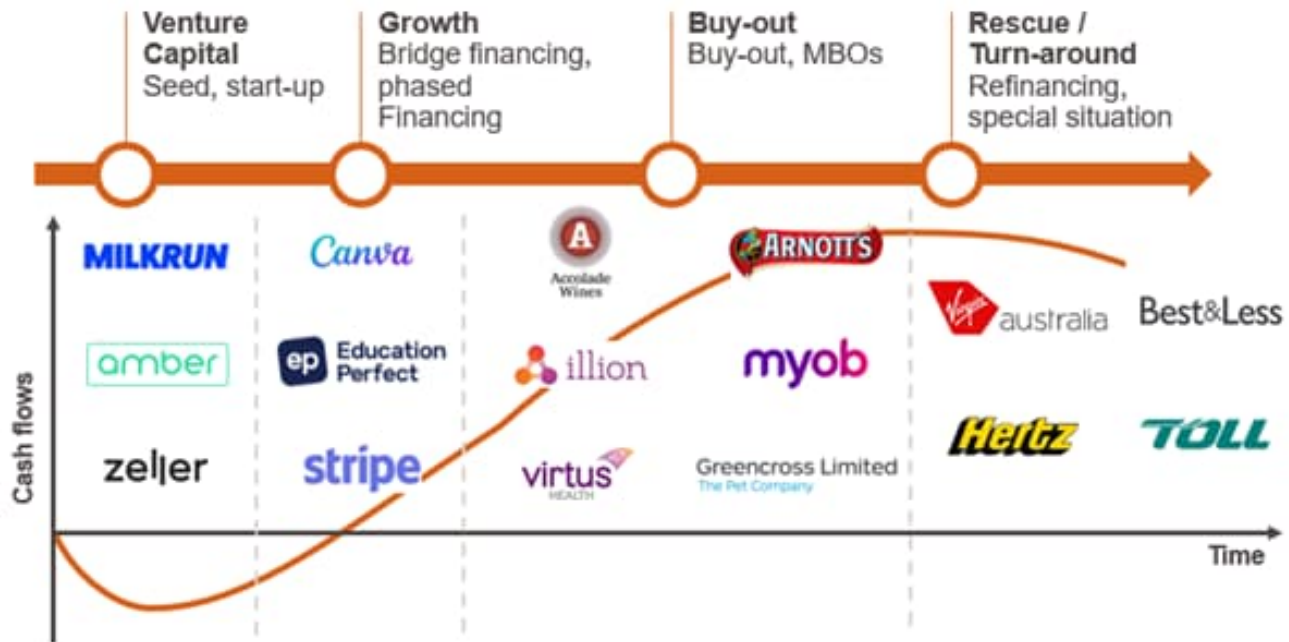 Venture
Capital
Seed, start-up
Growth
Bridge financing,
phased
Financing
Buy-out
Buy-out, MBOs
Rescue /
Turn-around
Refinancing,
special situation
MILKRUN
Canva
A
Accolade
Wines
ARNOTT'S
Virgin
australia
Best&Less
amber
ep
Education
Perfect
illion
myob
Hertz
TOLL
zeller
stripe
virtus
HEALTH
Greencross Limited
The Pet Company
Cash flows
Time